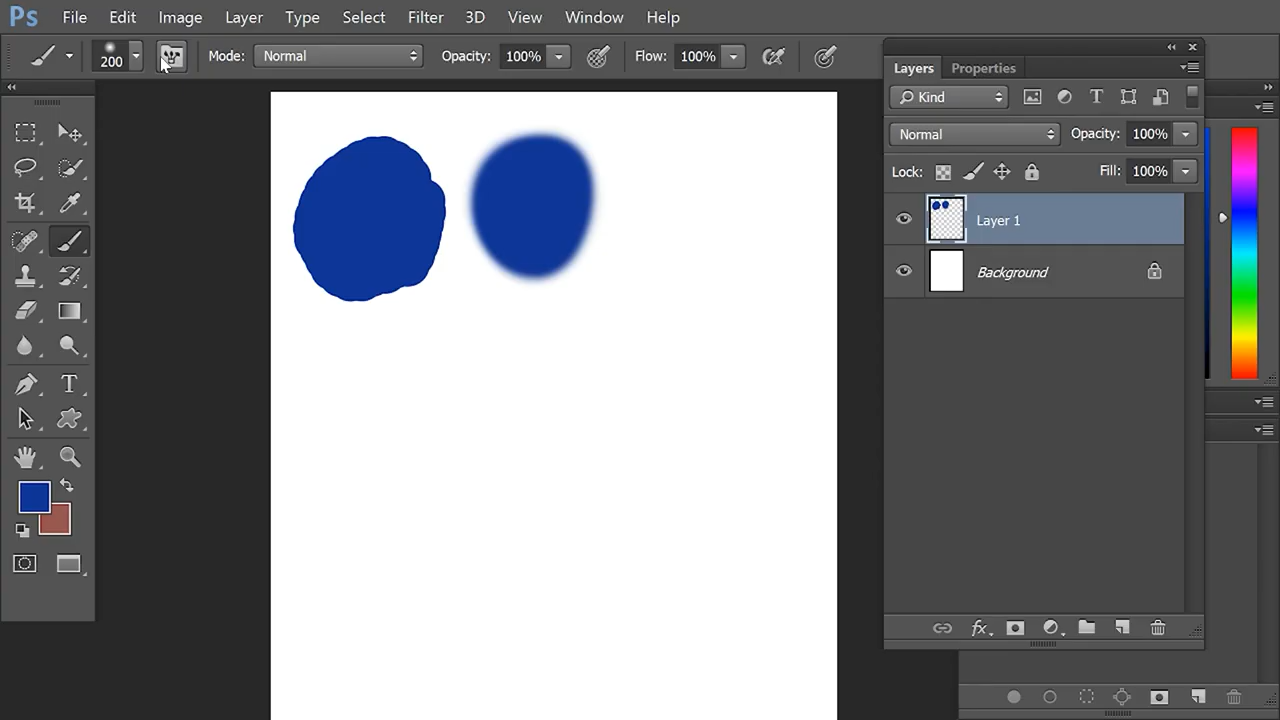 Ps File Edit Image Layer Type Select Filter 3D View Window Help
200 Mode: Normal Opacity: 100% Flow: 100%
Layers Properties
Kind
Normal Opacity: 100%
Lock: Fill: 100%
Layer 1
Background
T
fx